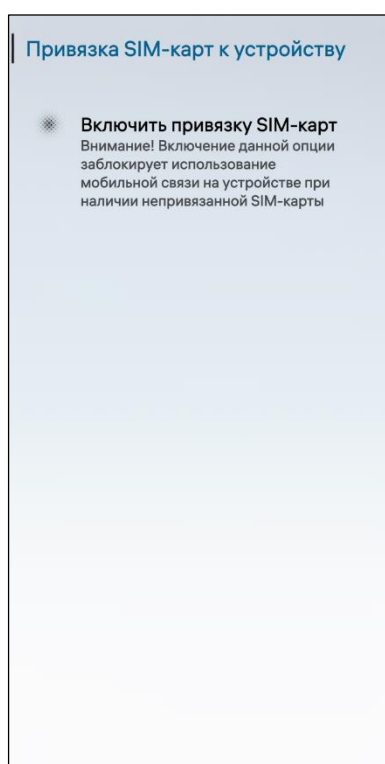 Привязка SIM-карт к устройству
Включить привязку SIM-карт
Внимание! Включение данной опции
заблокирует использование
мобильной связи на устройстве при
наличии непривязанной SIM-карты